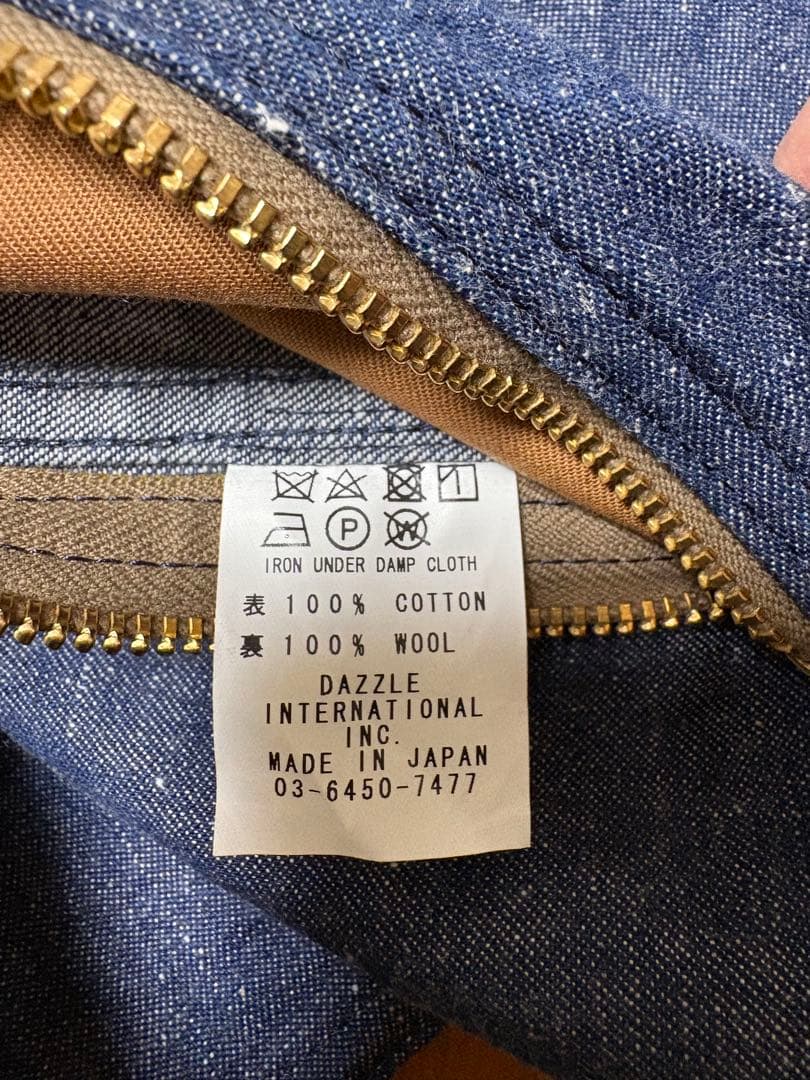 P W
IRON UNDER DAMP CLOTH
表 100% COTTON
裏 100% WOOL
DAZZLE
INTERNATIONAL
INC.
MADE IN JAPAN
03-6450-7477